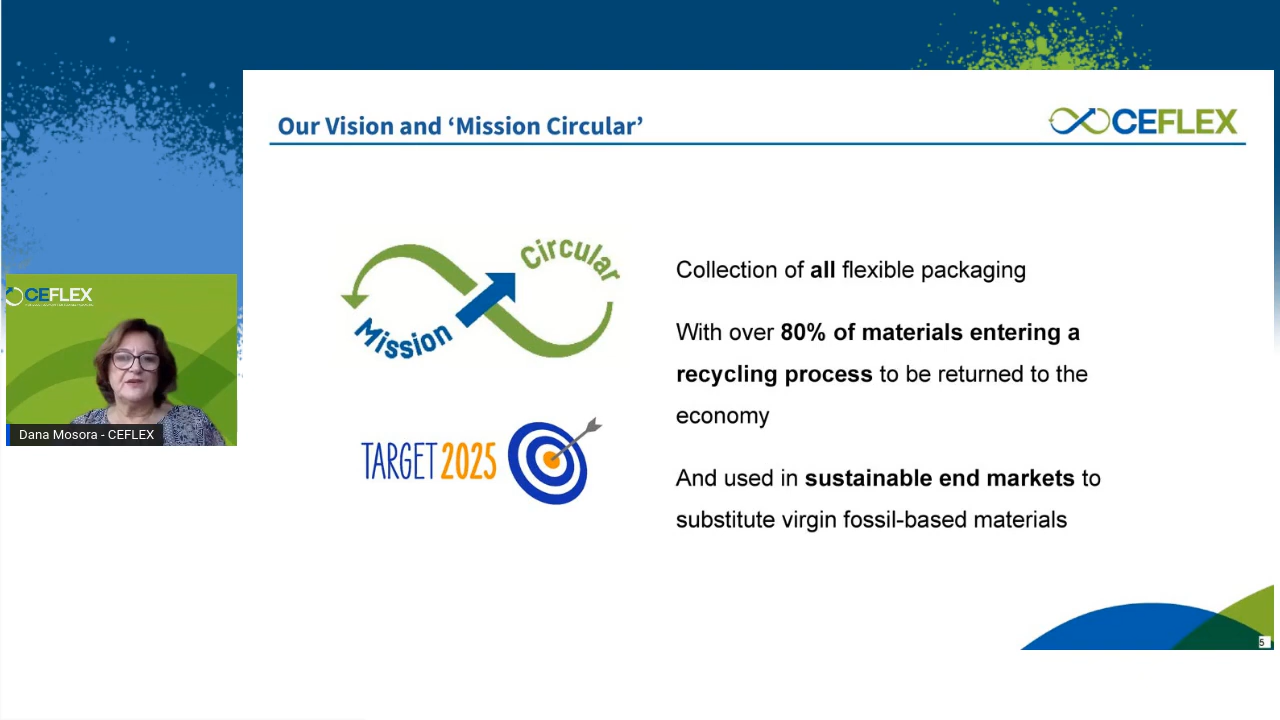 Our Vision and ‘Mission Circular’
CEFLEX
Mission Circular
TARGET 2025
Collection of all flexible packaging
With over 80% of materials entering a
recycling process to be returned to the
economy
And used in sustainable end markets to
substitute virgin fossil-based materials
CEFLEX
Dana Mosora - CEFLEX
5